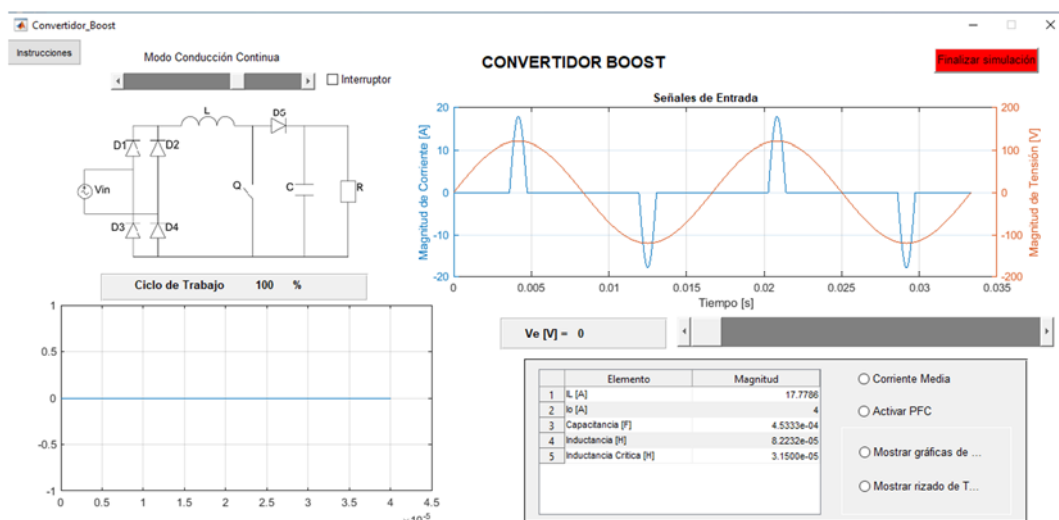 Convertidor_Boost
Instrucciones
Modo Conducción Continua
Interruptor
CONVERTIDOR BOOST
Finalizar simulación
L
D5
D1
D2
Vin
Q
C
R
D3
D4
Ciclo de Trabajo 100 %
1
0.5
0
-0.5
-1
0 0.5 1 1.5 2 2.5 3 3.5 4 4.5
×10-5
Señales de Entrada
Magnitud de Corriente [A]
20
10
0
-10
-20
Magnitud de Tensión [V]
200
100
0
-100
-200
0 0.005 0.01 0.015 0.02 0.025 0.03 0.035
Tiempo [s]
Ve [V] = 0
Elemento Magnitud
1 IL [A] 17.7786
2 Io [A] 4
3 Capacitancia [F] 4.5333e-04
4 Inductancia [H] 8.2232e-05
5 Inductancia Crítica [H] 3.1500e-05
Corriente Media
Activar PFC
Mostrar gráficas de ...
Mostrar rizado de T...